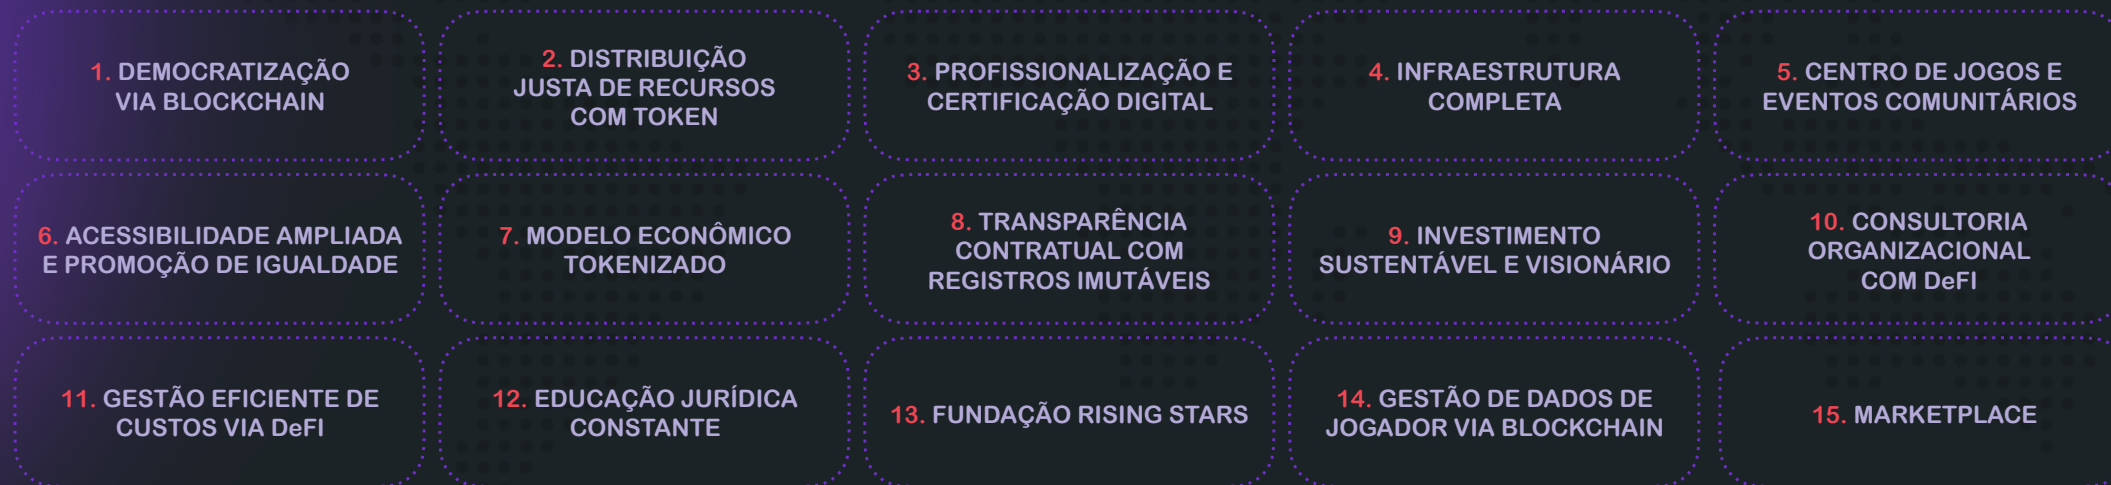 1. DEMOCRATIZAÇÃO
VIA BLOCKCHAIN
2. DISTRIBUIÇÃO
JUSTA DE RECURSOS
COM TOKEN
3. PROFISSIONALIZAÇÃO E
CERTIFICAÇÃO DIGITAL
4. INFRAESTRUTURA
COMPLETA
5. CENTRO DE JOGOS E
EVENTOS COMUNITÁRIOS
6. ACESSIBILIDADE AMPLIADA
E PROMOÇÃO DE IGUALDADE
7. MODELO ECONÔMICO
TOKENIZADO
8. TRANSPARÊNCIA
CONTRATUAL COM
REGISTROS IMUTÁVEIS
9. INVESTIMENTO
SUSTENTÁVEL E VISIONÁRIO
10. CONSULTORIA
ORGANIZACIONAL
COM DeFI
11. GESTÃO EFICIENTE DE
CUSTOS VIA DeFI
12. EDUCAÇÃO JURÍDICA
CONSTANTE
13. FUNDAÇÃO RISING STARS
14. GESTÃO DE DADOS DE
JOGADOR VIA BLOCKCHAIN
15. MARKETPLACE